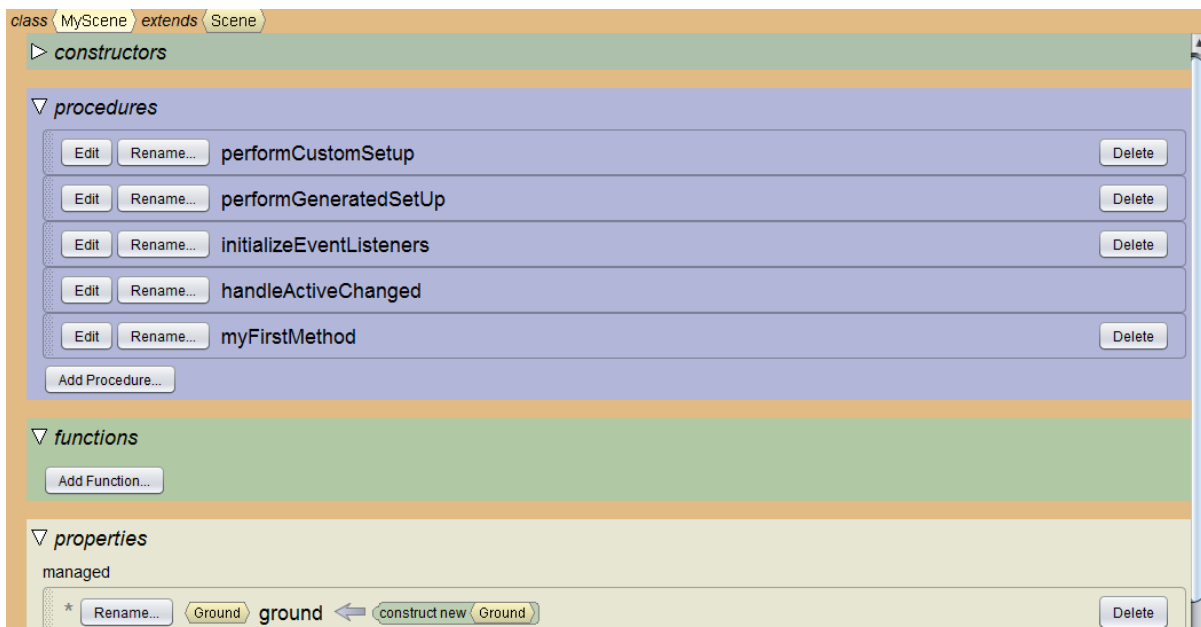 class MyScene extends Scene
constructors
procedures
Edit Rename... performCustomSetup Delete
Edit Rename... performGeneratedSetUp Delete
Edit Rename... initializeEventListeners Delete
Edit Rename... handleActiveChanged
Edit Rename... myFirstMethod Delete
Add Procedure...
functions
Add Function...
properties
managed
* Rename... Ground ground construct new Ground Delete